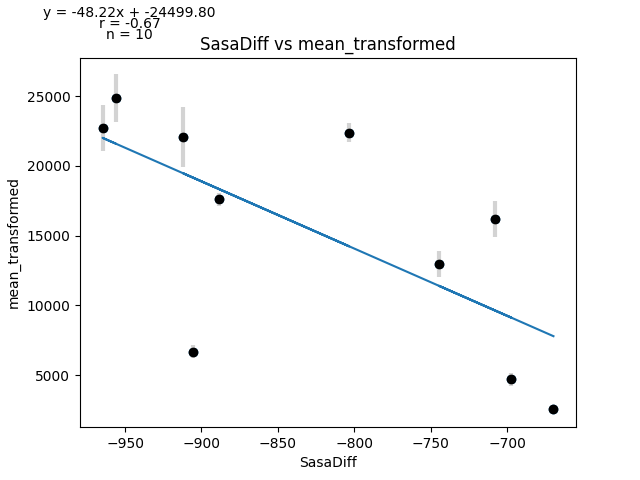 y = -48.22x + -24499.80
r = -0.67
n = 10
SasaDiff vs mean_transformed
mean_transformed
25000
20000
15000
10000
5000
−950
−900
−850
−800
−750
−700
SasaDiff